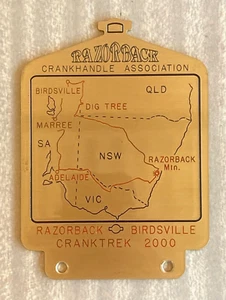 RAZORBACK
CRANKHANDLE ASSOCIATION
BIRDSVILLE
QLD
DIG TREE
MARREE
SA
NSW
RAZORBACK
Mtn.
ADELAIDE
VIC
RAZORBACK BIRDSVILLE
CRANKTREK 2000